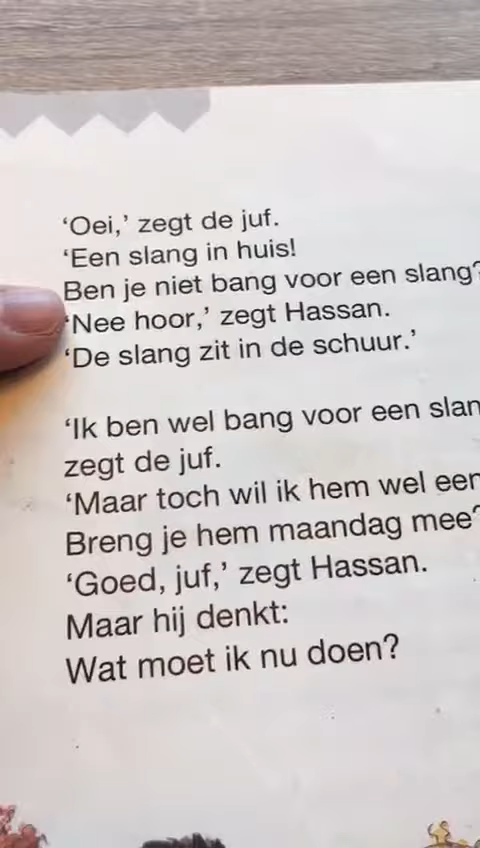 ‘Oei,’ zegt de juf.
‘Een slang in huis!
Ben je niet bang voor een slang?
‘Nee hoor,’ zegt Hassan.
‘De slang zit in de schuur.’
‘Ik ben wel bang voor een
zegt de juf.
‘Maar toch wil ik hem wel
Breng je hem maandag mee?
‘Goed, juf,’ zegt Hassan.
Maar hij denkt:
Wat moet ik nu doen?